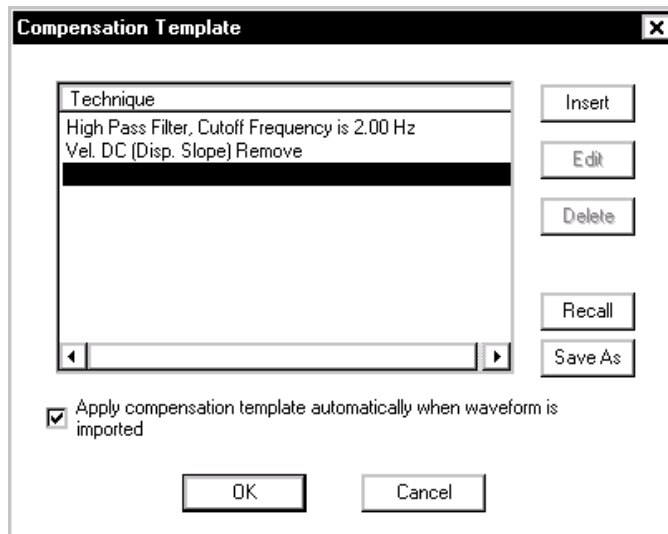 Compensation Template
Technique
High Pass Filter, Cutoff Frequency is 2.00 Hz
Vel. DC (Disp. Slope) Remove
Insert
Edit
Delete
Recall
Save As
Apply compensation template automatically when waveform is
imported
OK
Cancel